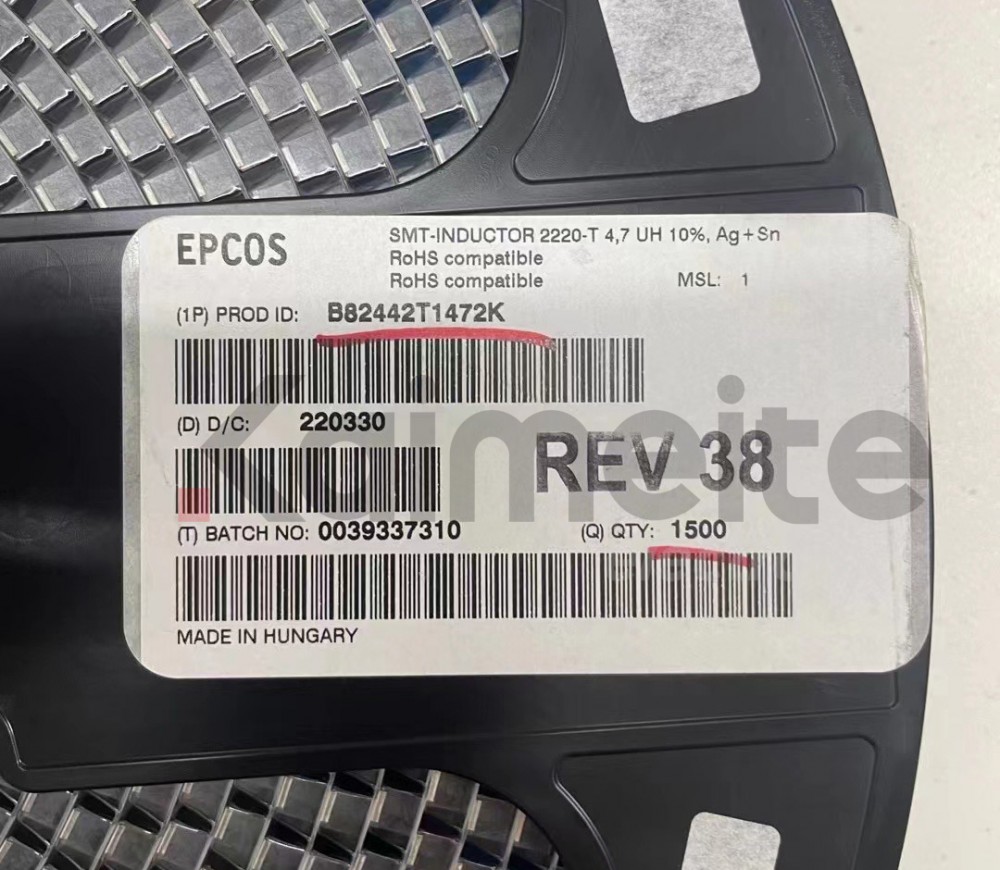 EPCOS
SMT-INDUCTOR 2220-T 4,7 UH 10%, Ag+Sn
RoHS compatible
RoHS compatible
MSL: 1
(1P) PROD ID: B82442T1472K
(D) D/C: 220330
Kaimeite
REV 38
(T) BATCH NO: 0039337310
(Q) QTY: 1500
MADE IN HUNGARY